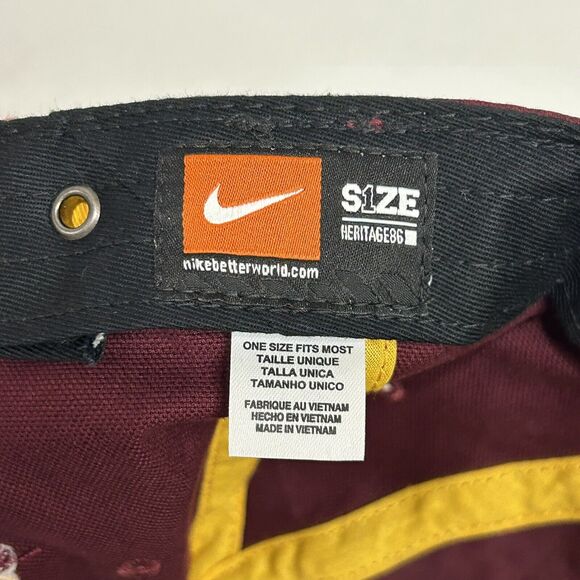 S1ZE
HERITAGE86
nikebetterworld.com
ONE SIZE FITS MOST
TAILLE UNIQUE
TALLA UNICA
TAMANHO UNICO
FABRIQUE AU VIETNAM
HECHO EN VIETNAM
MADE IN VIETNAM